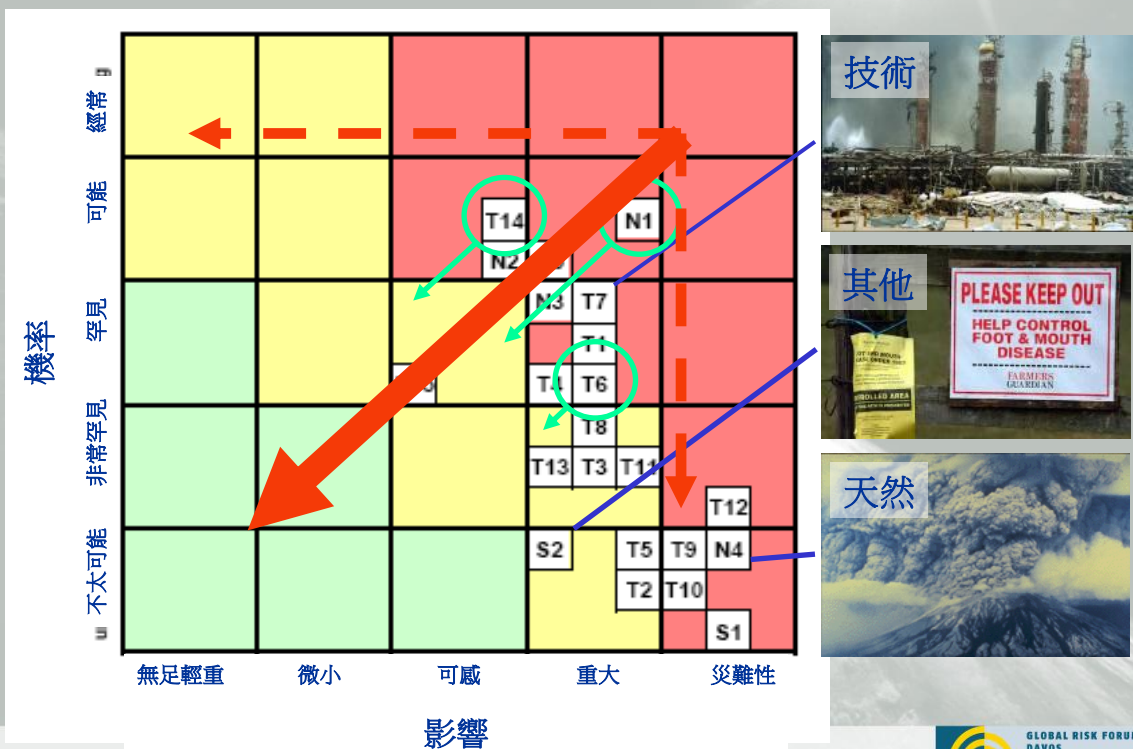 機率
經常
可能
罕見
非常罕見
不太可能
T14
N1
N2
N3
T7
T1
T4
T6
T8
T13
T3
T11
T12
S2
T5
T9
N4
T2
T10
S1
無足輕重
微小
可感
重大
災難性
影響
技術
其他
PLEASE KEEP OUT
HELP CONTROL
FOOT & MOUTH
DISEASE
FARMERS
GUARDIAN
天然
GLOBAL RISK FORUM
DAVOS